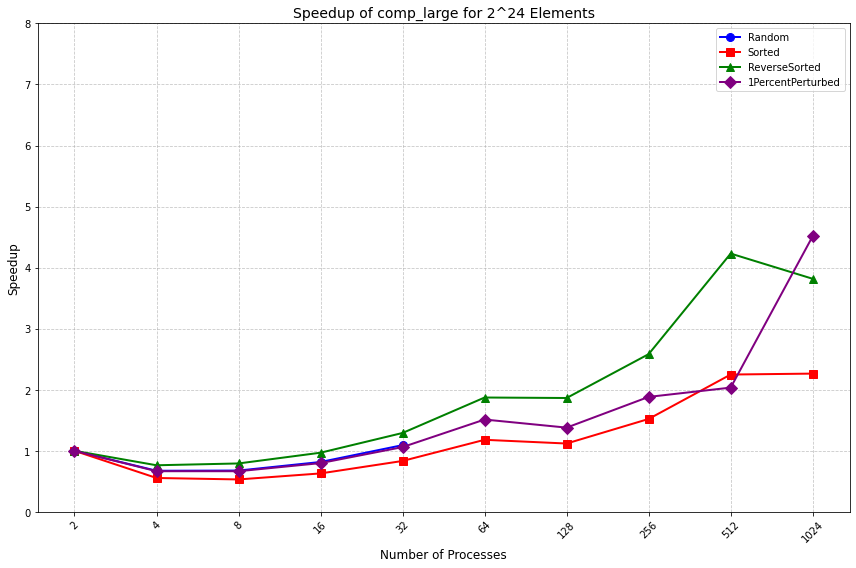 Speedup of comp_large for 2^24 Elements
Random
Sorted
ReverseSorted
1PercentPerturbed
Speedup
8
7
6
5
4
3
2
1
0
2
4
8
16
32
64
128
256
512
1024
Number of Processes